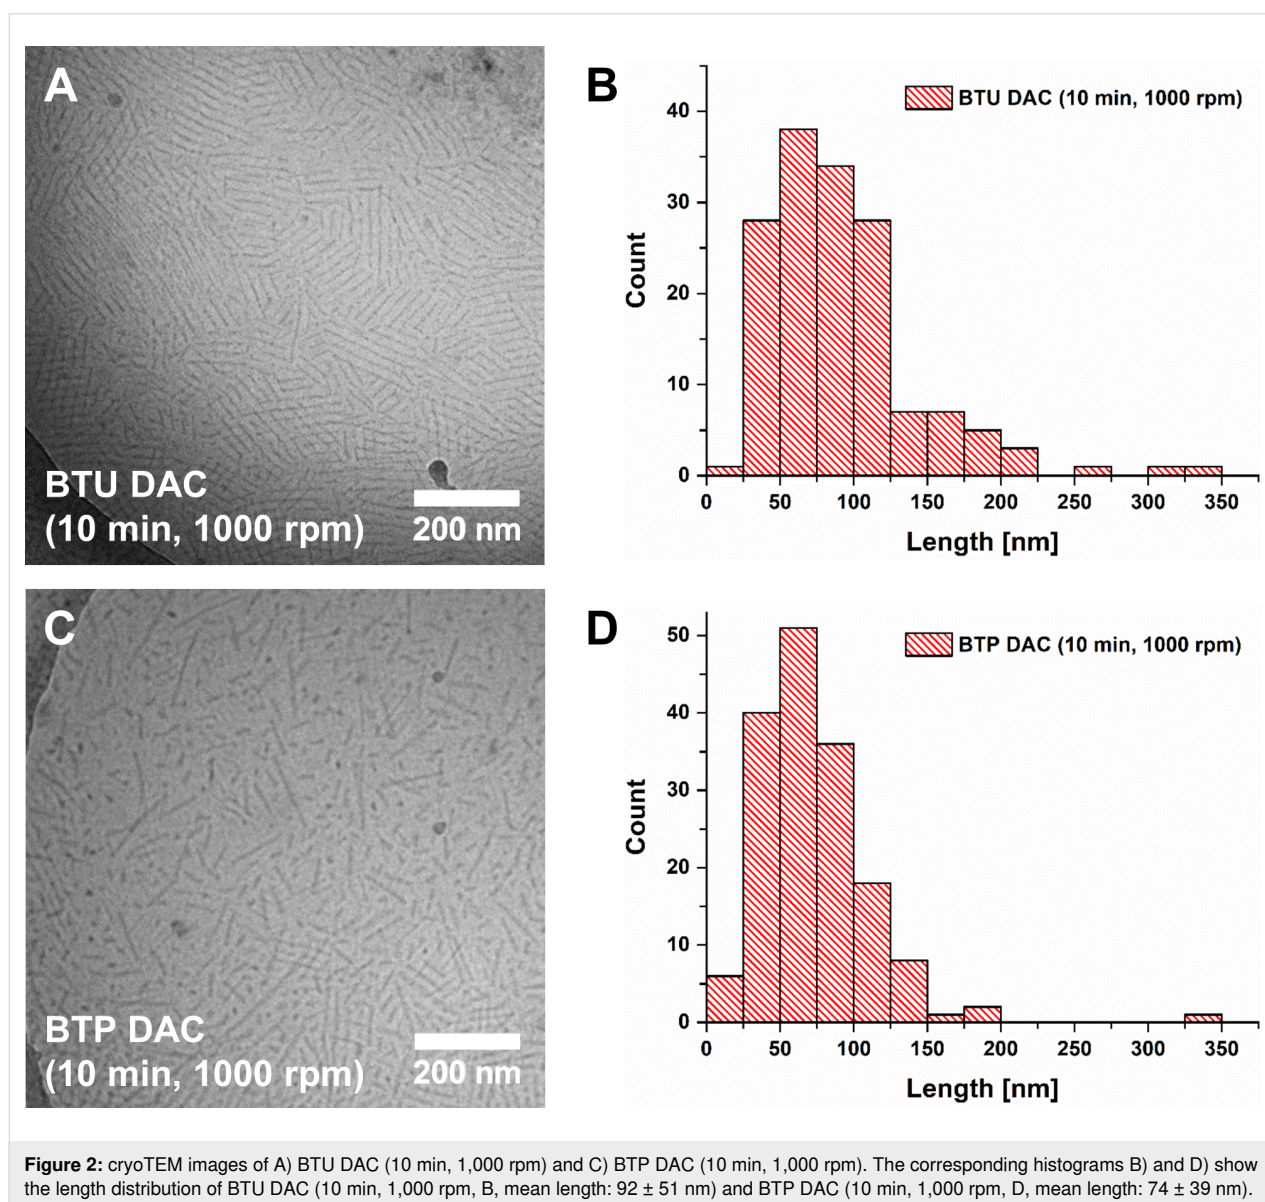 A
BTU DAC
(10 min, 1000 rpm)
200 nm
B
BTU DAC (10 min, 1000 rpm)
Count
40
30
20
10
0
0 50 100 150 200 250 300 350
Length [nm]
C
BTP DAC
(10 min, 1000 rpm)
200 nm
D
BTP DAC (10 min, 1000 rpm)
Count
50
40
30
20
10
0
0 50 100 150 200 250 300 350
Length [nm]
Figure 2: cryoTEM images of A) BTU DAC (10 min, 1,000 rpm) and C) BTP DAC (10 min, 1,000 rpm). The corresponding histograms B) and D) show
the length distribution of BTU DAC (10 min, 1,000 rpm, B, mean length: 92 ± 51 nm) and BTP DAC (10 min, 1,000 rpm, D, mean length: 74 ± 39 nm).